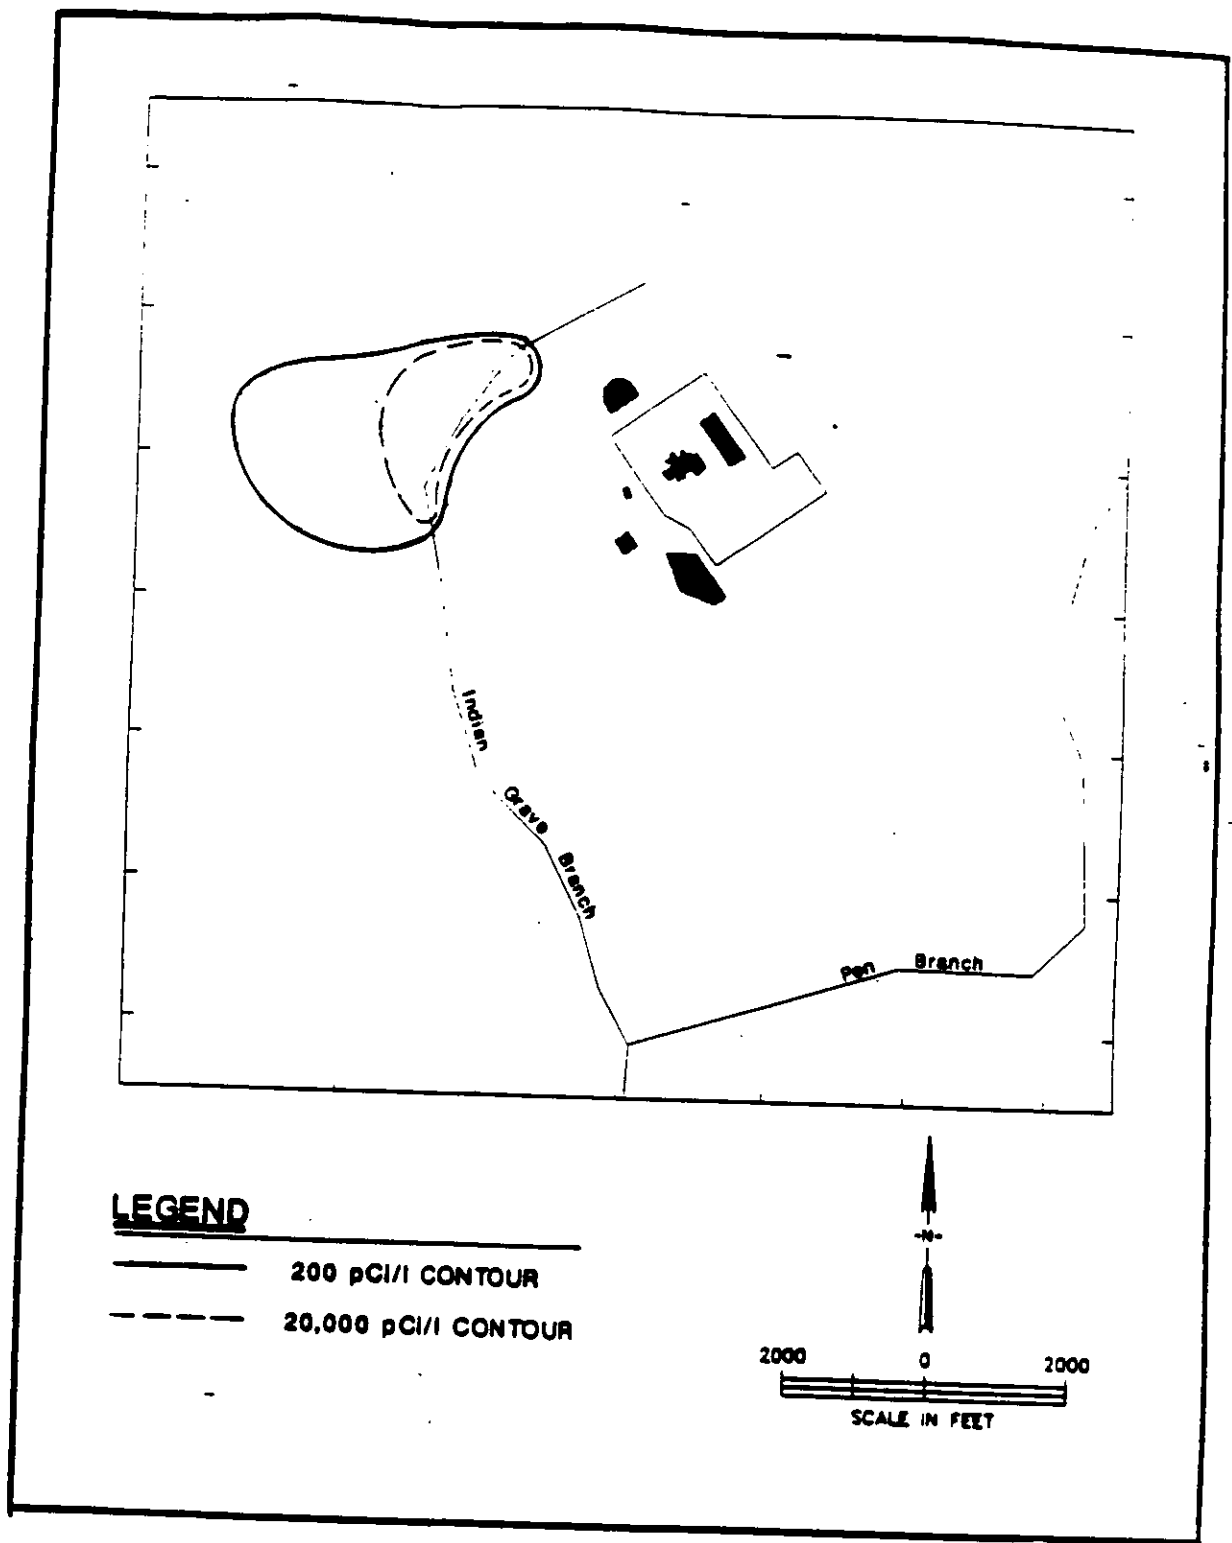 Indian
Grave
Branch
Pen Branch
LEGEND
200 pCi/l CONTOUR
20,000 pCi/l CONTOUR
-N-
2000 0 2000
SCALE IN FEET